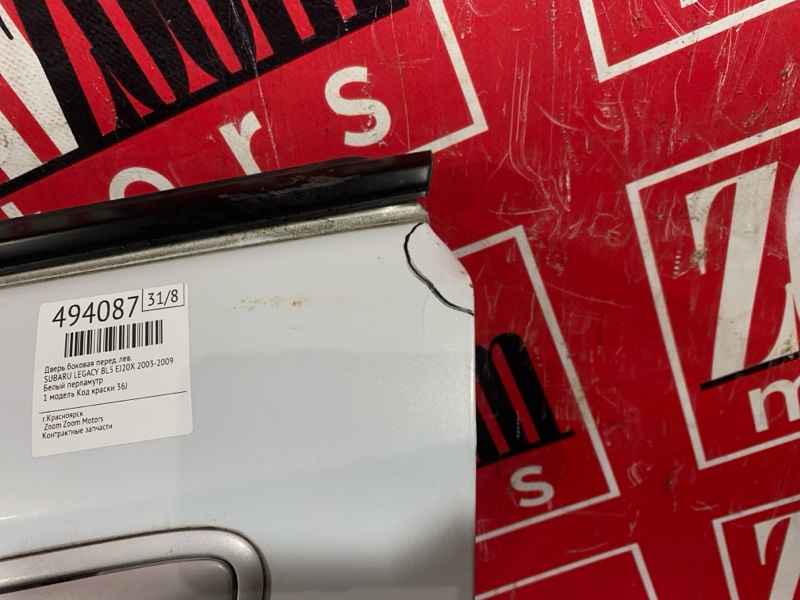 ors
494087
31/8
Дверь боковая перед. лев.
SUBARU LEGACY BL5 EJ20X 2003-2009
Белый перламутр
1 модель Код краски 36J
г.Красноярск
Zoom Zoom Motors
Контрактные запчасти
m
s
Z
m